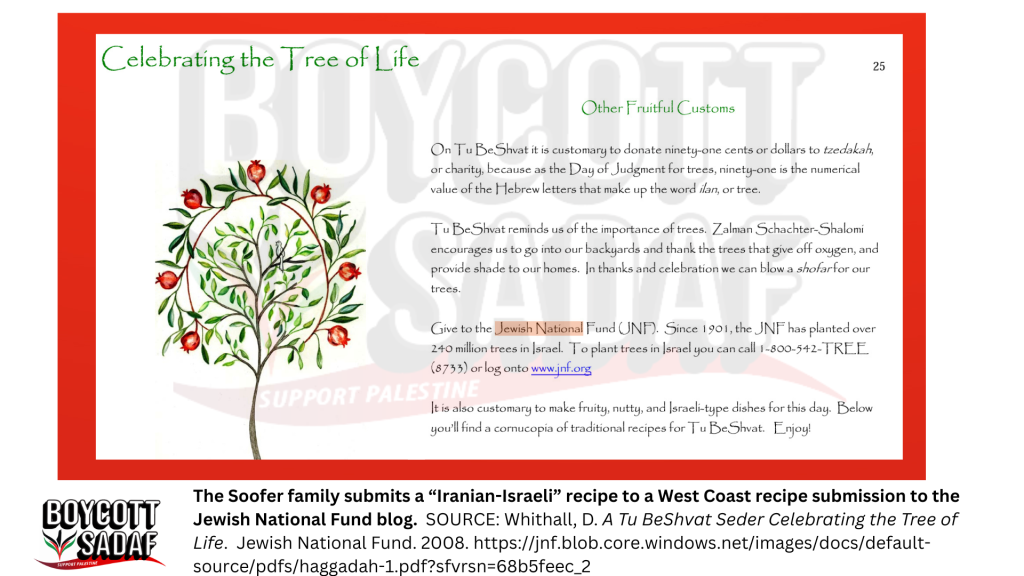 Celebrating the Tree of Life
25
Other Fruitful Customs
On Tu BeShvat it is customary to donate ninety-one cents or dollars to tzedakah,
or charity, because as the Day of Judgment for trees, ninety-one is the numerical
value of the Hebrew letters that make up the word ilan, or tree.
Tu BeShvat reminds us of the importance of trees. Zalman Schachter-Shalomi
encourages us to go into our backyards and thank the trees that give off oxygen, and
provide shade to our homes. In thanks and celebration we can blow a shofar for our
trees.
Give to the Jewish National Fund (JNF). Since 1901, the JNF has planted over
240 million trees in Israel. To plant trees in Israel you can call 1-800-542-TREE
(8733) or log onto www.jnf.org
It is also customary to make fruity, nutty, and Israeli-type dishes for this day. Below
you'll find a cornucopia of traditional recipes for Tu BeShvat. Enjoy!
BOYCOTT
SADAF
SUPPORT PALESTINE
BOYCOTT
SADAF
SUPPORT PALESTINE
The Soofer family submits a “Iranian-Israeli” recipe to a West Coast recipe submission to the
Jewish National Fund blog. SOURCE: Whithall, D. A Tu BeShvat Seder Celebrating the Tree of
Life. Jewish National Fund. 2008. https://jnf.blob.core.windows.net/images/docs/default-
source/pdfs/haggadah-1.pdf?sfvrsn=68b5feec_2